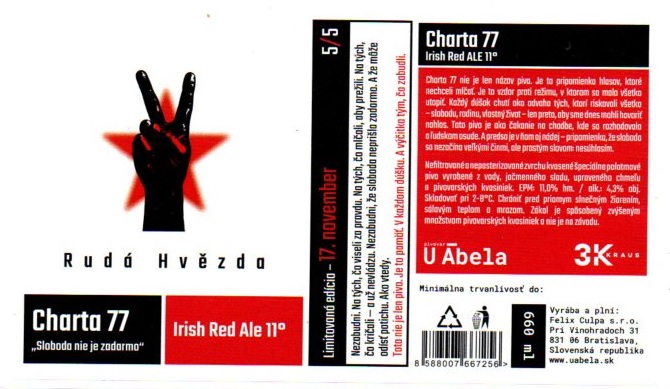 Rudá Hvězda
Charta 77
„Sloboda nie je zadarmo“
Irish Red Ale 11°
Limitovaná edícia – 17. november
5/5
Nezabudni. Na tých, čo viseli za pravdu. Na tých, čo mlčali, aby prežili. Na tých,
čo kričali – a už nevládzu. Nezabudni, že sloboda neprišla zadarmo. A že môže
odísť potichu. Ako vtedy.
Toto nie je len pivo. Je to pamäť. V každom dúšku. A výčitka tým, čo zabudli.
Charta 77
Irish Red ALE 11°
Charta 77 nie je len názov piva. Je to pripomienka hlasov, ktoré
nechceli mlčať. Je to vzdor proti režimu, v ktorom sa malo všetko
utopiť. Každý dúšok chutí ako odvaha tých, ktorí riskovali všetko
– slobodu, rodinu, vlastný život – len preto, aby sme dnes mohli hovoriť
nahlas. Toto pivo je ako čakanie na chodbe, kde sa rozhodovalo
o ľudskom osude. A predsa je v ňom aj nádej – pripomienka, že sloboda
sa nezačína veľkými činmi, ale prostým slovom: nesúhlasím.
Nefiltrované a nepasterizované zvrchu kvasené špeciálne polotmavé
pivo vyrobené z vody, jačmenného sladu, upraveného chmeľu
a pivovarských kvasiniek. EPM: 11,0% hm. / alk.: 4,3% obj.
Skladovať pri 2-8°C. Chrániť pred priamym slnečným žiarením,
sálavým teplom a mrazom. Zákal je spôsobený zvýšeným
množstvom pivovarských kvasiniek a nie je na závadu.
pivovar
U Ábela
3K KRAUS
Minimálna trvanlivosť do:
8 588007 667256 >
660 ml
Vyrába a plní:
Felix Culpa s.r.o.
Pri Vinohradoch 31
831 06 Bratislava,
Slovenská republika
www.uabela.sk